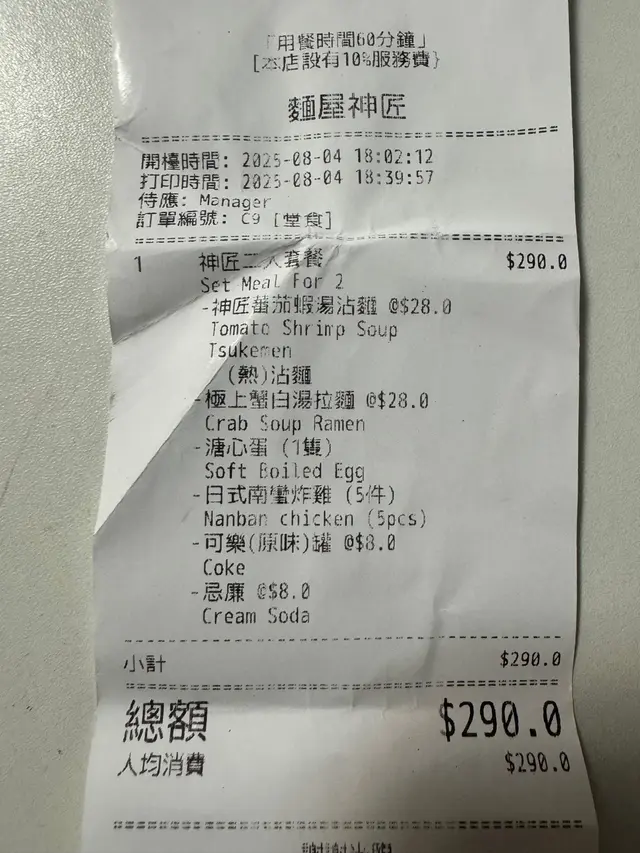 「用餐時間60分鐘」
[本店設有10%服務費}
麵屋神匠
開檯時間: 2025-08-04 18:02:12
打印時間: 2025-08-04 18:39:57
侍應: Manager
訂單編號: C9 [堂食]
1 神匠二人套餐 $290.0
Set Meal For 2
-神匠蕃茄蝦湯沾麵 @$28.0
Tomato Shrimp Soup
Tsukemen
(熱)沾麵
-極上蟹白湯拉麵 @$28.0
Crab Soup Ramen
-溏心蛋 (1隻)
Soft Boiled Egg
-日式南蠻炸雞 (5件)
Nanban chicken (5pcs)
-可樂(原味)罐 @$8.0
Coke
-忌廉 @$8.0
Cream Soda
小計 $290.0
總額 $290.0
人均消費 $290.0